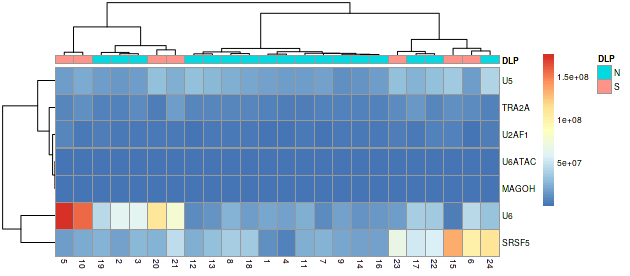 DLP
U5
TRA2A
U2AF1
U6ATAC
MAGOH
U6
SRSF5
5 10 19 2 3 20 21 12 13 8 18 1 4 11 7 9 14 16 23 17 22 15 6 24
1.5e+08
1e+08
5e+07
DLP
N
S